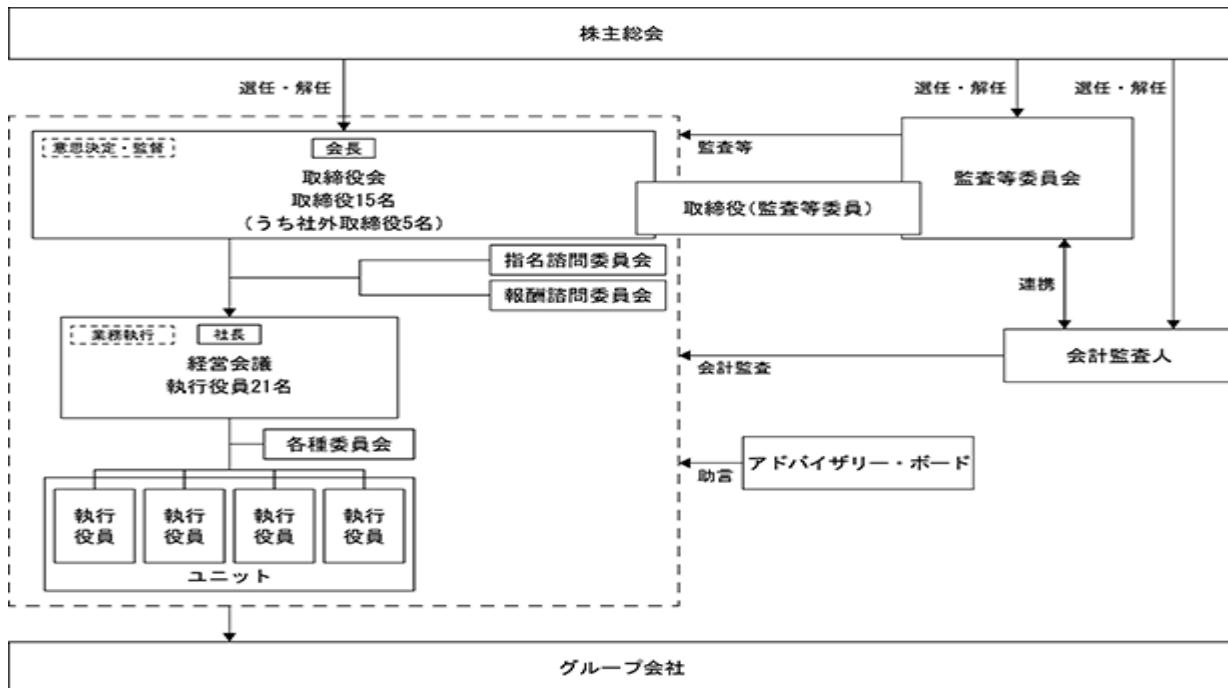 株主総会
選任・解任
選任・解任
選任・解任
意思決定・監督
会長
取締役会
取締役15名
（うち社外取締役5名）
監査等
取締役（監査等委員）
監査等委員会
指名諮問委員会
報酬諮問委員会
連携
業務執行
社長
経営会議
執行役員21名
会計監査
会計監査人
各種委員会
助言
アドバイザリー・ボード
執行
役員
執行
役員
執行
役員
執行
役員
ユニット
グループ会社